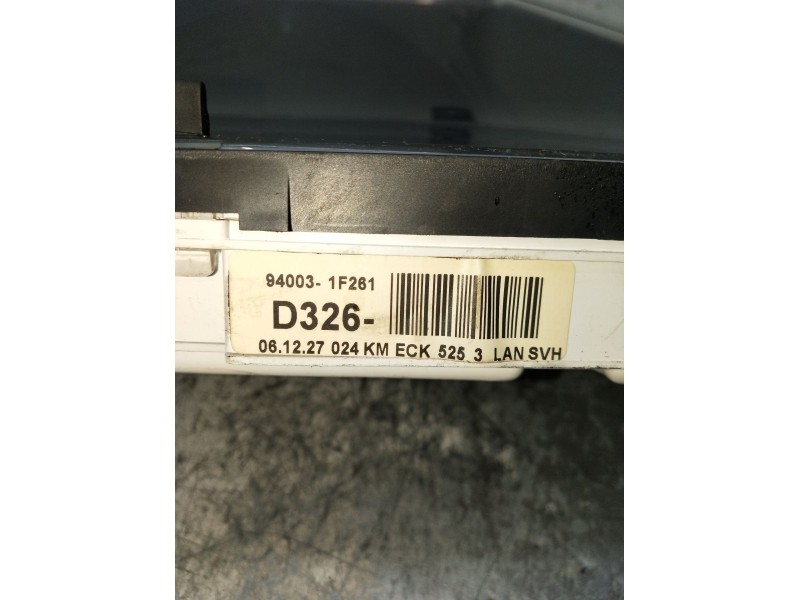 94003- 1F261
D326-
06.12.27 024 KM ECK 525 3 LAN SVH